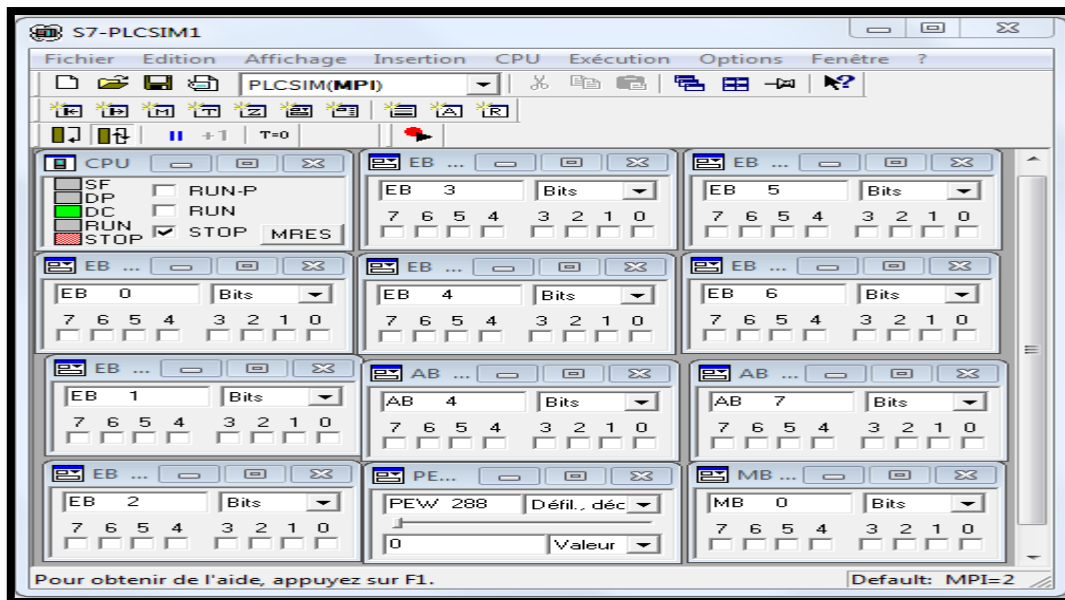 S7-PLCSIM1
Fichier Edition Affichage Insertion CPU Exécution Options Fenêtre ?
PLCSIM(MPI)
+1 T=0
CPU
SF
DP
DC
RUN
STOP
RUN-P
RUN
STOP MRES
EB ...
EB 3 Bits
7 6 5 4 3 2 1 0
EB ...
EB 5 Bits
7 6 5 4 3 2 1 0
EB ...
EB 0 Bits
7 6 5 4 3 2 1 0
EB ...
EB 4 Bits
7 6 5 4 3 2 1 0
EB ...
EB 6 Bits
7 6 5 4 3 2 1 0
EB ...
EB 1 Bits
7 6 5 4 3 2 1 0
AB ...
AB 4 Bits
7 6 5 4 3 2 1 0
AB ...
AB 7 Bits
7 6 5 4 3 2 1 0
EB ...
EB 2 Bits
7 6 5 4 3 2 1 0
PE...
PEW 288 Défil., déc
0 Valeur
MB ...
MB 0 Bits
7 6 5 4 3 2 1 0
Pour obtenir de l'aide, appuyez sur F1. Default: MPI=2